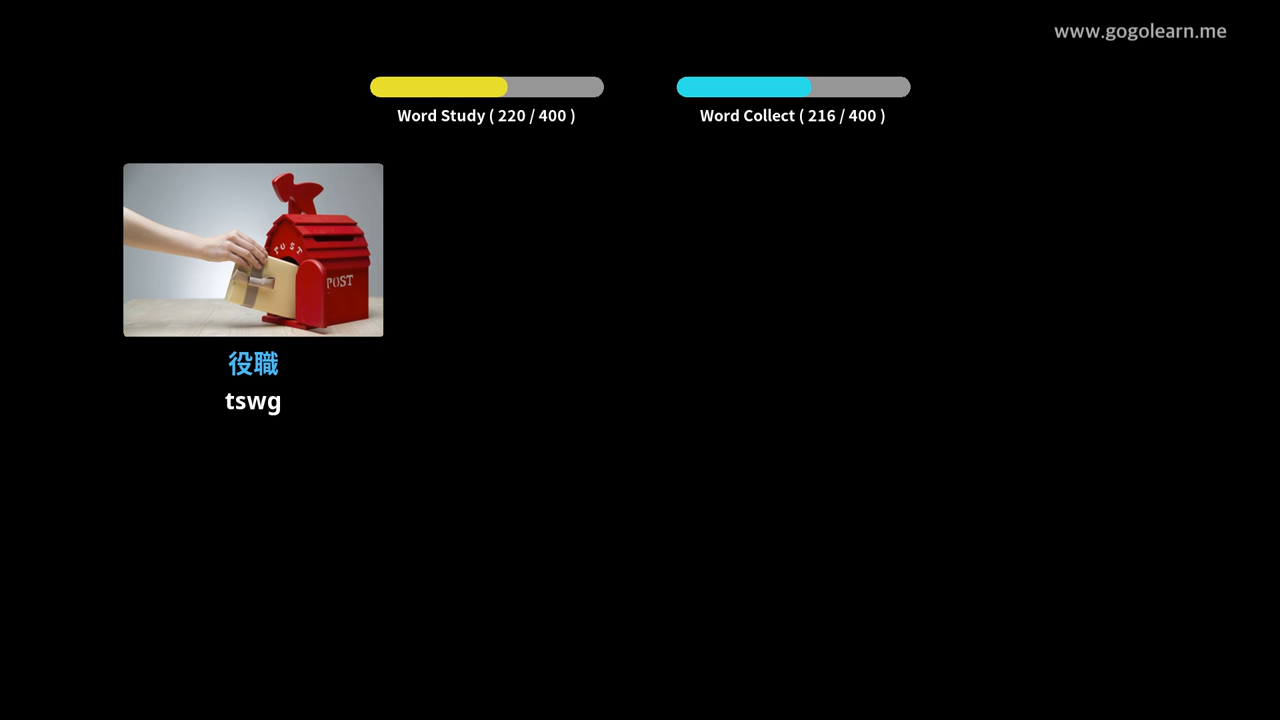 www.gogolearn.me
Word Study ( 220 / 400 )
Word Collect ( 216 / 400 )
POST
POST
役職
tswg